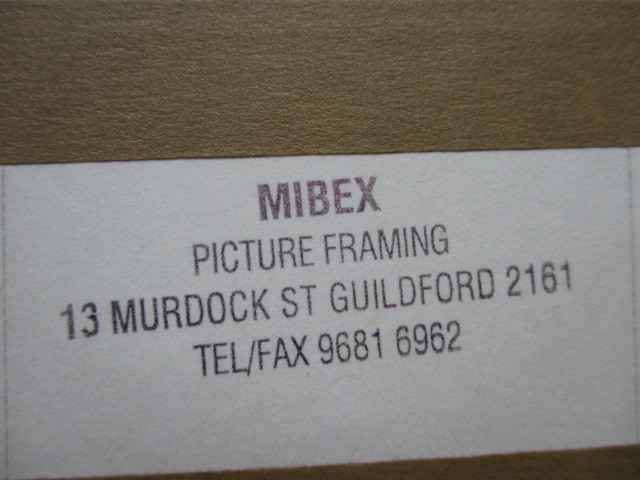 MIBEX
PICTURE FRAMING
13 MURDOCK ST GUILDFORD 2161
TEL/FAX 9681 6962